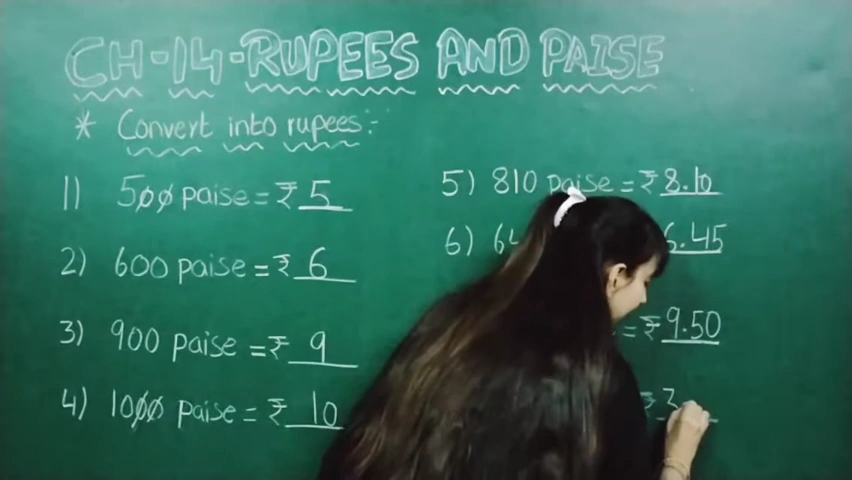 CH-14-RUPEES AND PAISE
* Convert into rupees:-
1) 500 paise = ₹ 5
2) 600 paise = ₹ 6
3) 900 paise = ₹ 9
4) 1000 paise = ₹ 10
5) 810 paise = ₹ 8.10
6) 6.45
= ₹ 9.50
₹